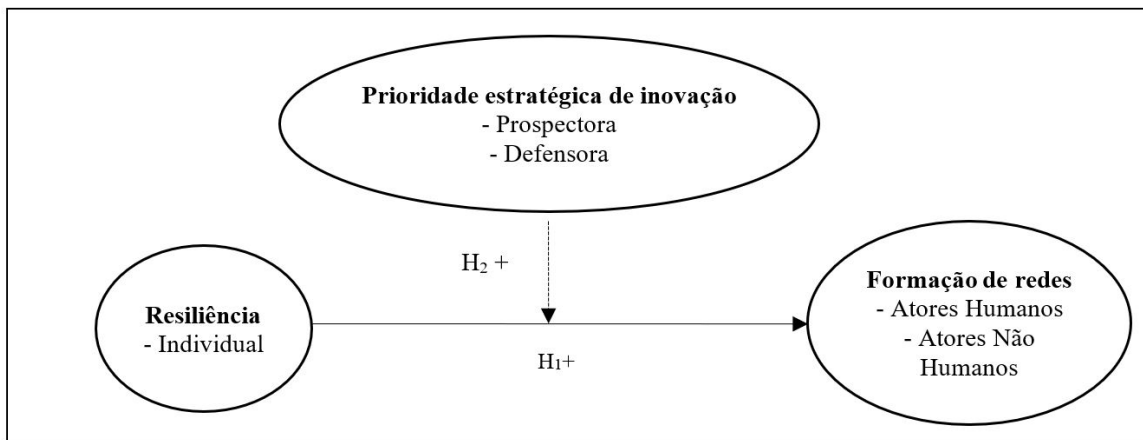 Prioridade estratégica de inovação
- Prospectora
- Defensora
H₂ +
Resiliência
- Individual
H₁+
Formação de redes
- Atores Humanos
- Atores Não
Humanos